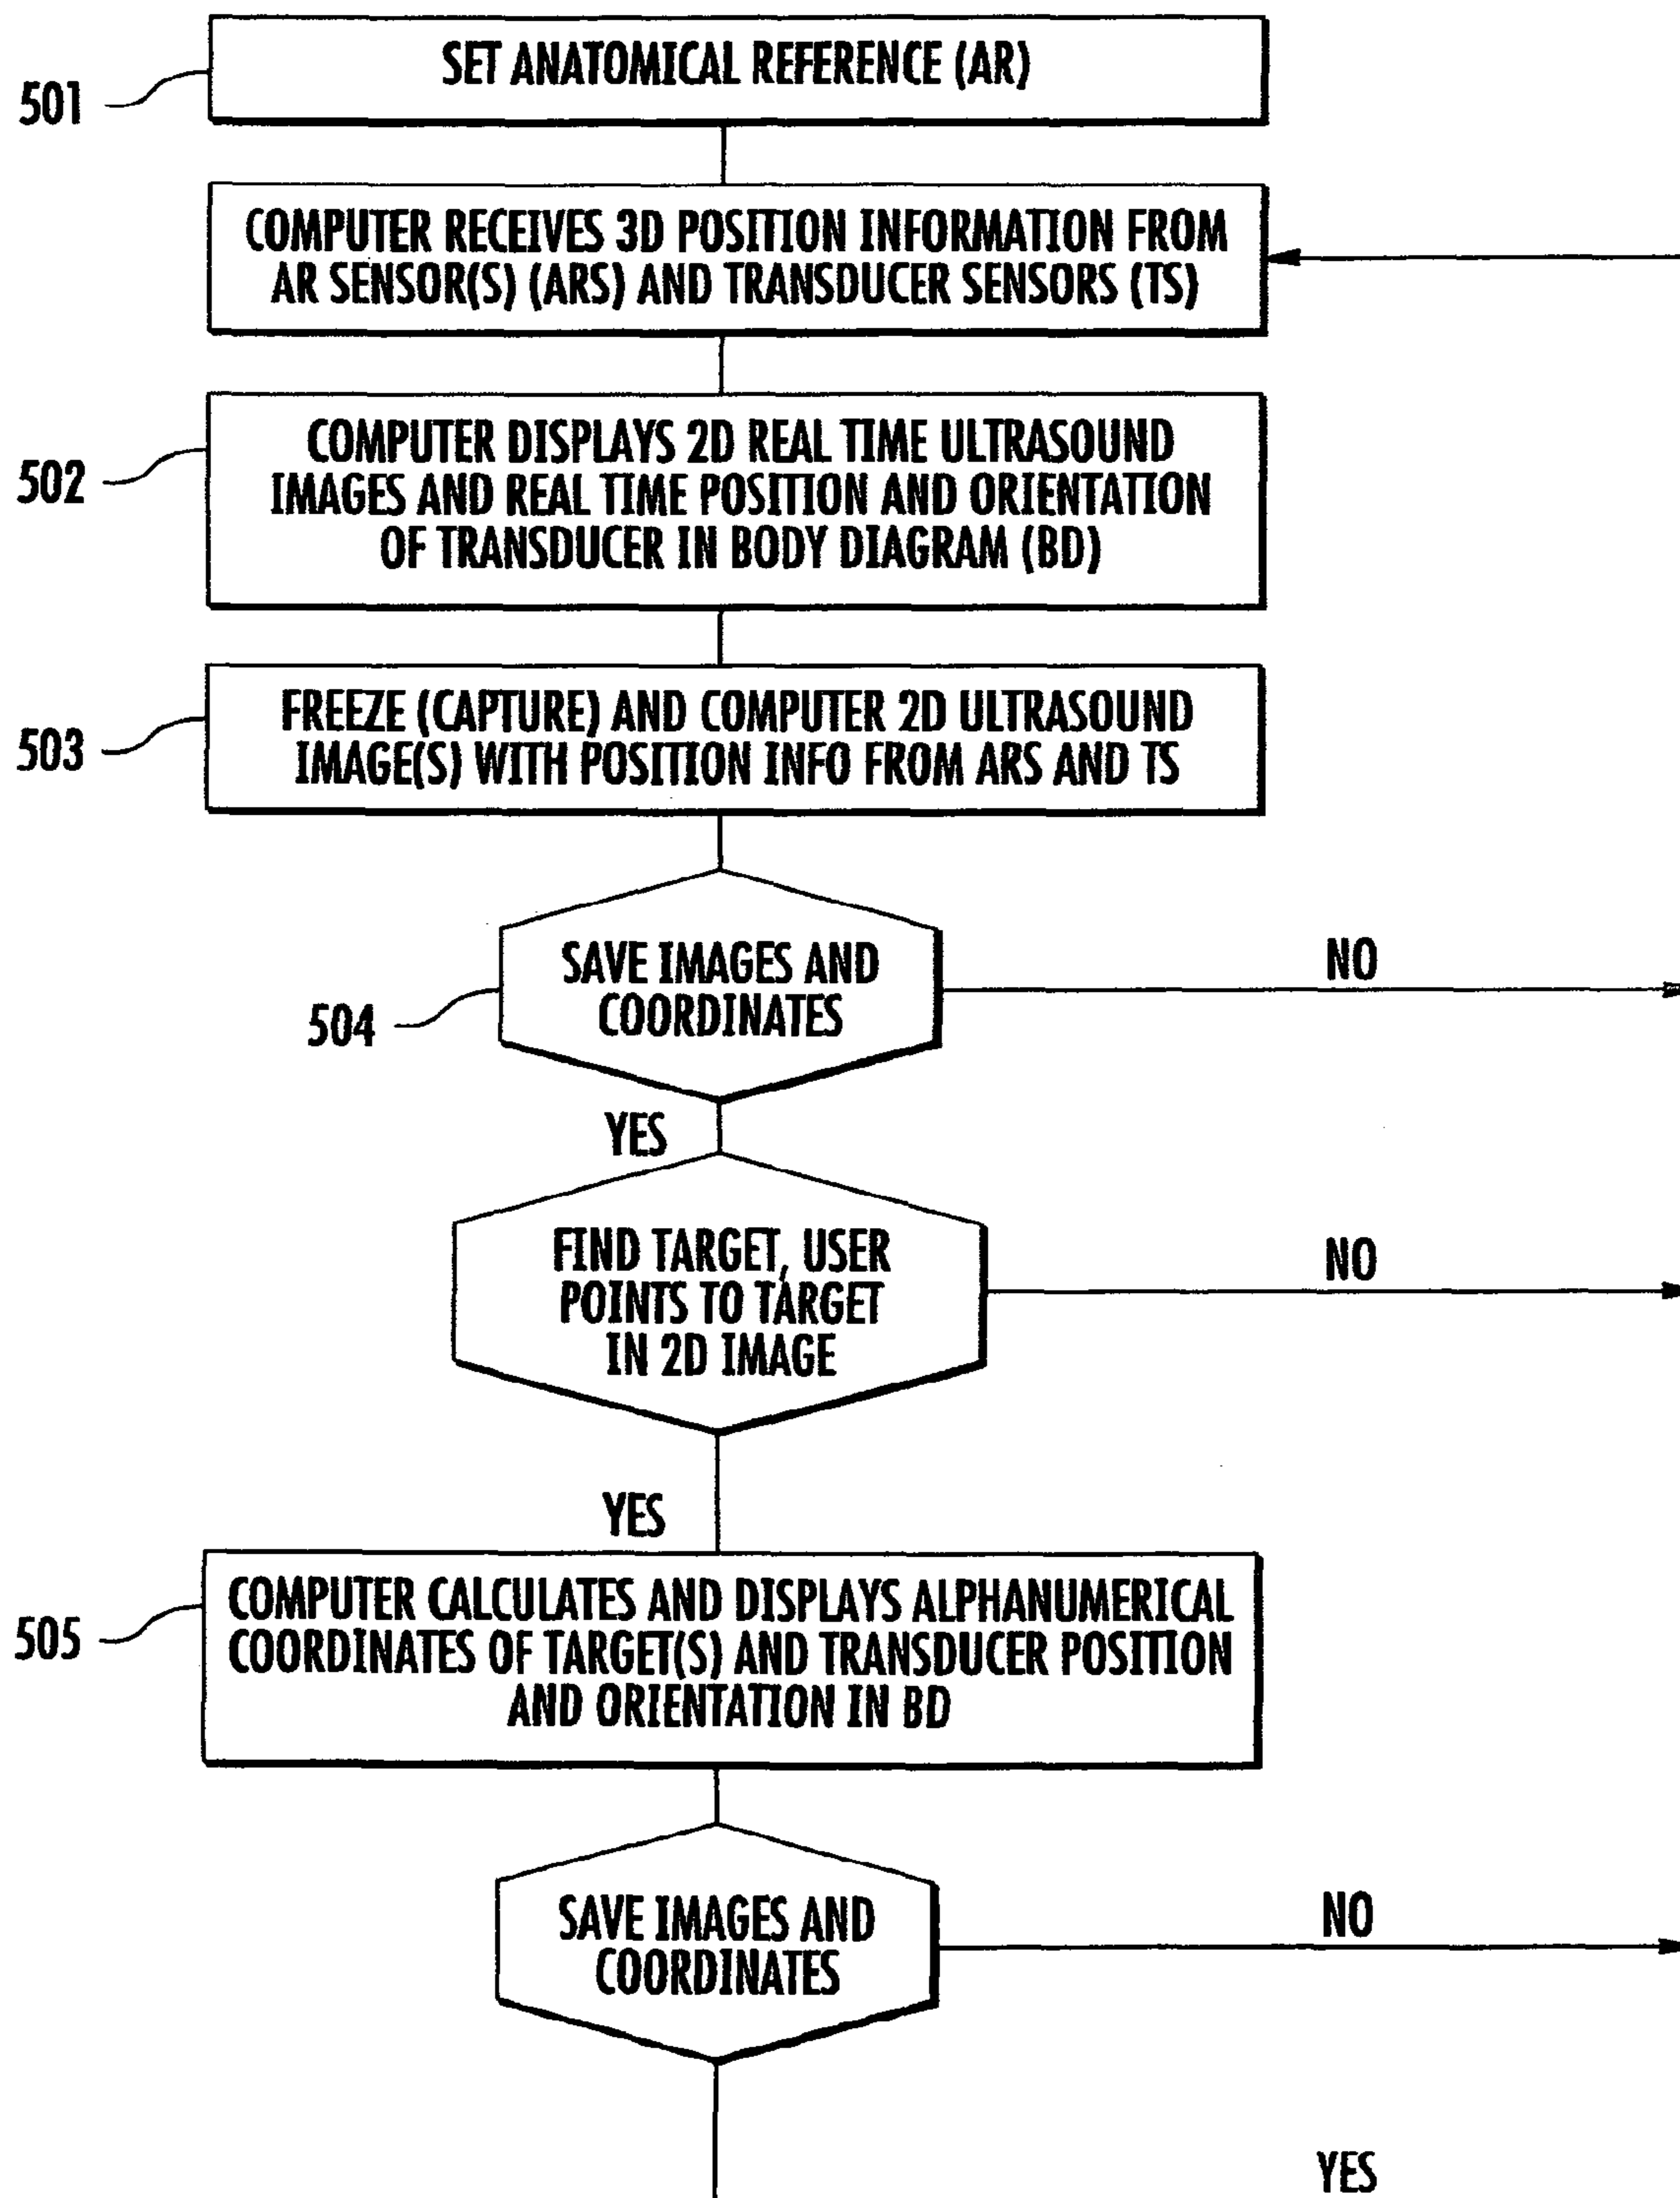 SET ANATOMICAL REFERENCE (AR)
501
COMPUTER RECEIVES 3D POSITION INFORMATION FROM
AR SENSOR(S) (ARS) AND TRANSDUCER SENSORS (TS)
COMPUTER DISPLAYS 2D REAL TIME ULTRASOUND
IMAGES AND REAL TIME POSITION AND ORIENTATION
OF TRANSDUCER IN BODY DIAGRAM (BD)
502
FREEZE (CAPTURE) AND COMPUTER 2D ULTRASOUND
IMAGE(S) WITH POSITION INFO FROM ARS AND TS
503
SAVE IMAGES AND
COORDINATES
NO
504
YES
FIND TARGET, USER
POINTS TO TARGET
IN 2D IMAGE
NO
YES
COMPUTER CALCULATES AND DISPLAYS ALPHANUMERICAL
COORDINATES OF TARGET(S) AND TRANSDUCER POSITION
AND ORIENTATION IN BD
505
SAVE IMAGES AND
COORDINATES
NO
YES